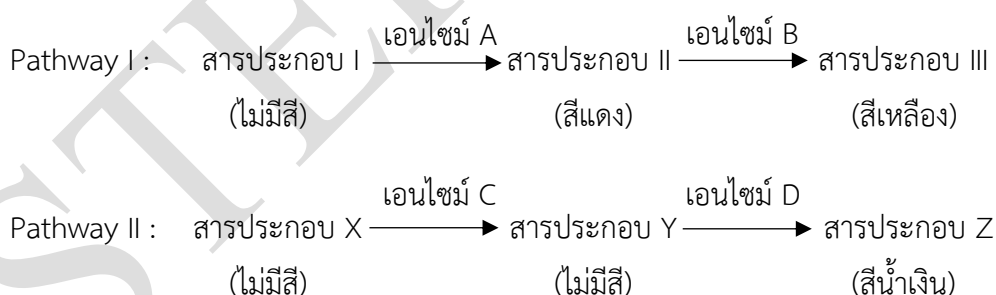 เอนไซม์ A เอนไซม์ B
Pathway I : สารประกอบ I สารประกอบ II สารประกอบ III
(ไม่มีสี) (สีแดง) (สีเหลือง)
เอนไซม์ C เอนไซม์ D
Pathway II : สารประกอบ X สารประกอบ Y สารประกอบ Z
(ไม่มีสี) (ไม่มีสี) (สีน้ำเงิน)